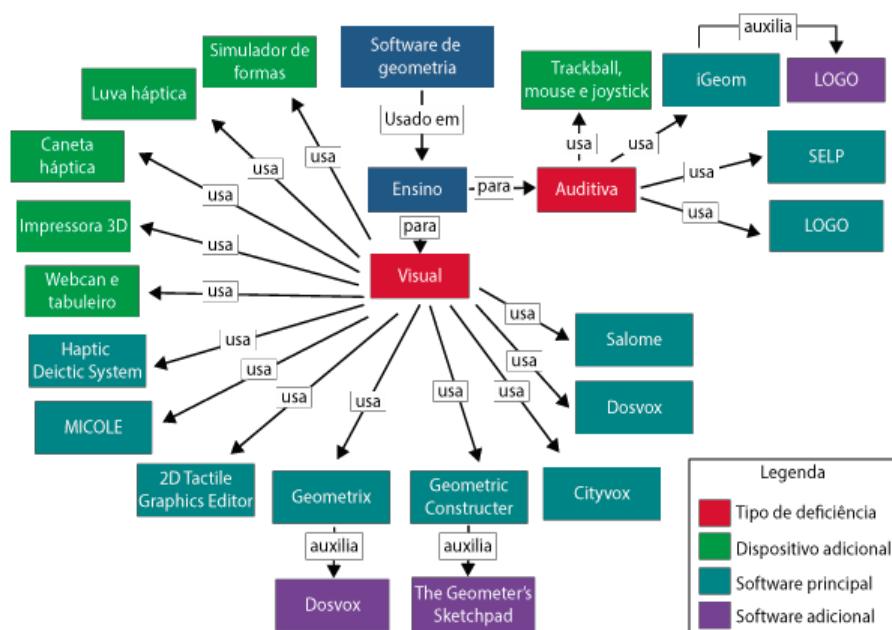 auxilia
Simulador de
formas
Software de
geometria
Trackball,
mouse e joystick
iGeom
LOGO
Luva háptica
Usado em
usa
usa
usa
usa
Caneta
háptica
SELP
usa
Ensino
para
Auditiva
usa
usa
LOGO
Impressora 3D
usa
para
Visual
Webcan e
tabuleiro
usa
usa
Salome
Haptic
Deictic System
usa
usa
Dosvox
MICOLE
usa
usa
usa
usa
usa
2D Tactile
Graphics Editor
Geometrix
Geometric
Constructer
Cityvox
auxilia
auxilia
Dosvox
The Geometer's
Sketchpad
Legenda
Tipo de deficiência
Dispositivo adicional
Software principal
Software adicional